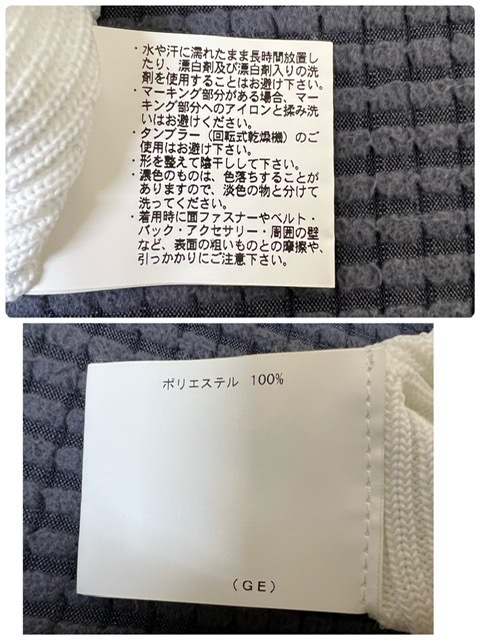 ・水や汗に濡れたまま長時間放置し
たり、漂白剤及び漂白剤入りの洗
剤を使用することはお避け下さい。
・マーキング部分がある場合、マー
キング部分へのアイロンと揉み洗
いはお避けください。
・タンブラー(回転式乾燥機)のご
使用はお避け下さい。
・形を整えて陰干しして下さい。
・濃色のものは、色落ちすることが
ありますので、淡色の物と分けて
洗ってください。
・着用時に面ファスナーやベルト・
バック・アクセサリー・周囲の壁
など、表面の粗いものとの摩擦や、
引っかかりにご注意下さい。
ポリエステル 100%
(GE)